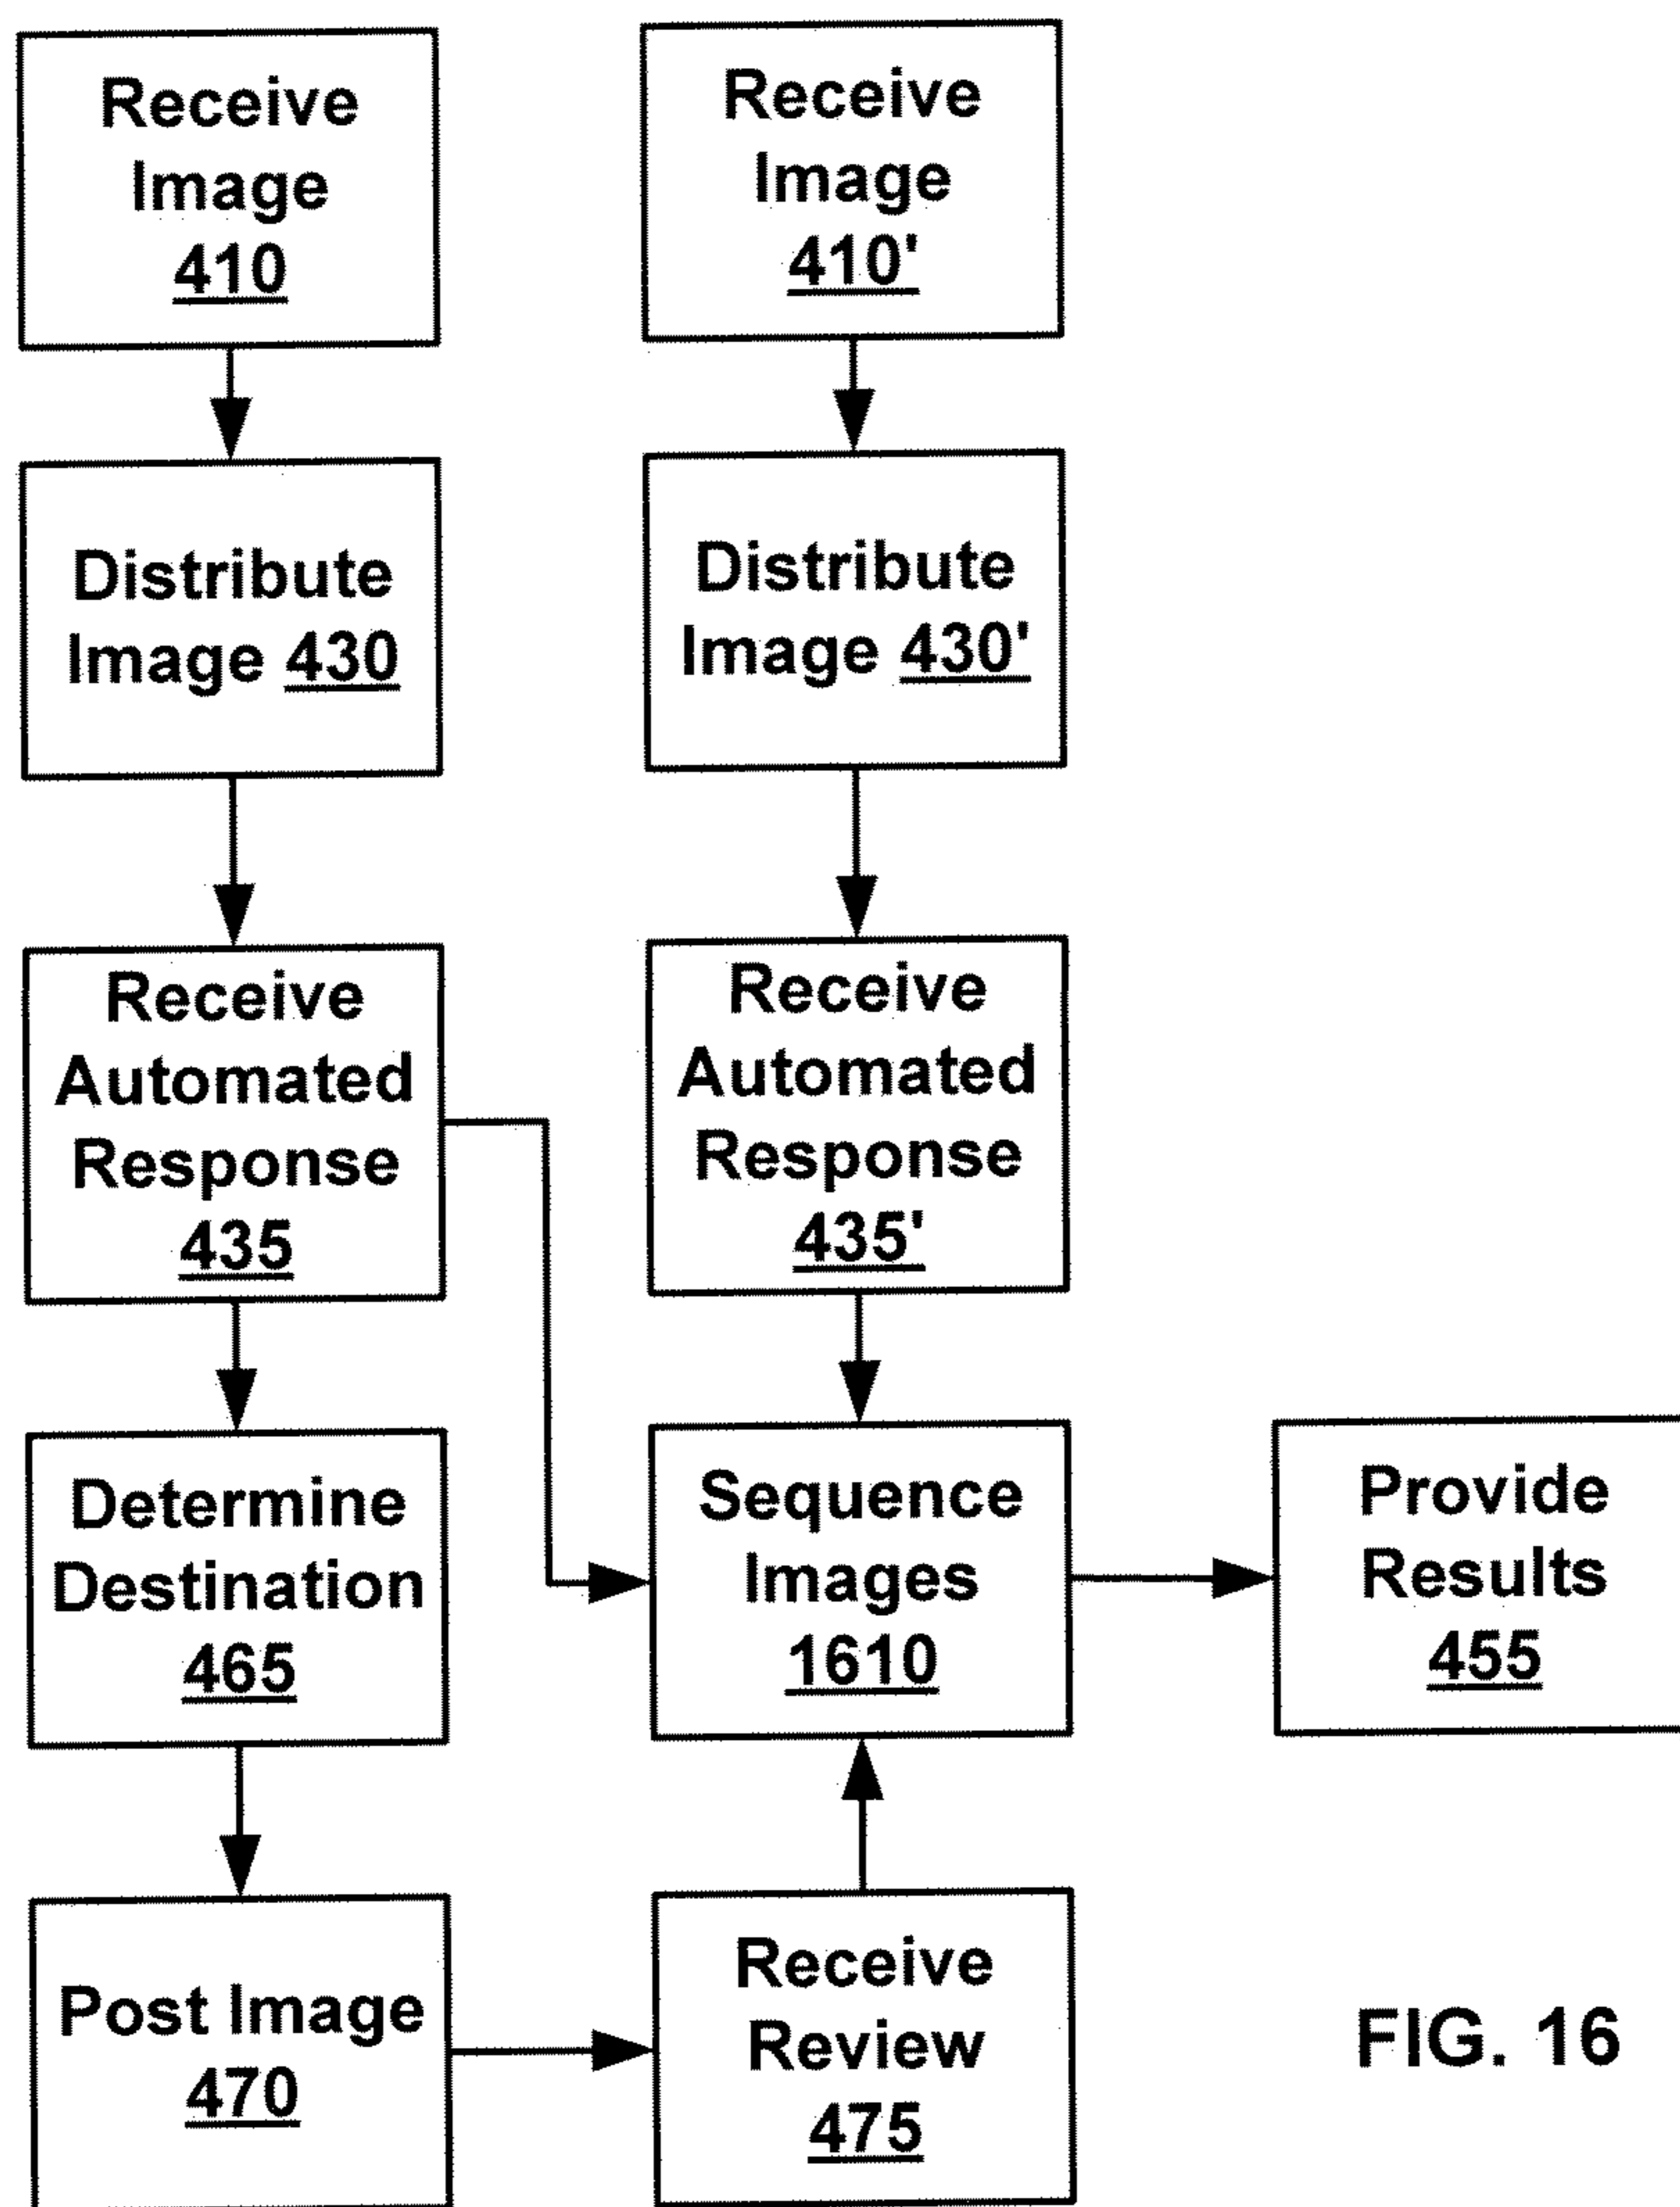 Receive
Image
410
Receive
Image
410'
Distribute
Image 430
Distribute
Image 430'
Receive
Automated
Response
435
Receive
Automated
Response
435'
Determine
Destination
465
Sequence
Images
1610
Provide
Results
455
Post Image
470
Receive
Review
475
FIG. 16